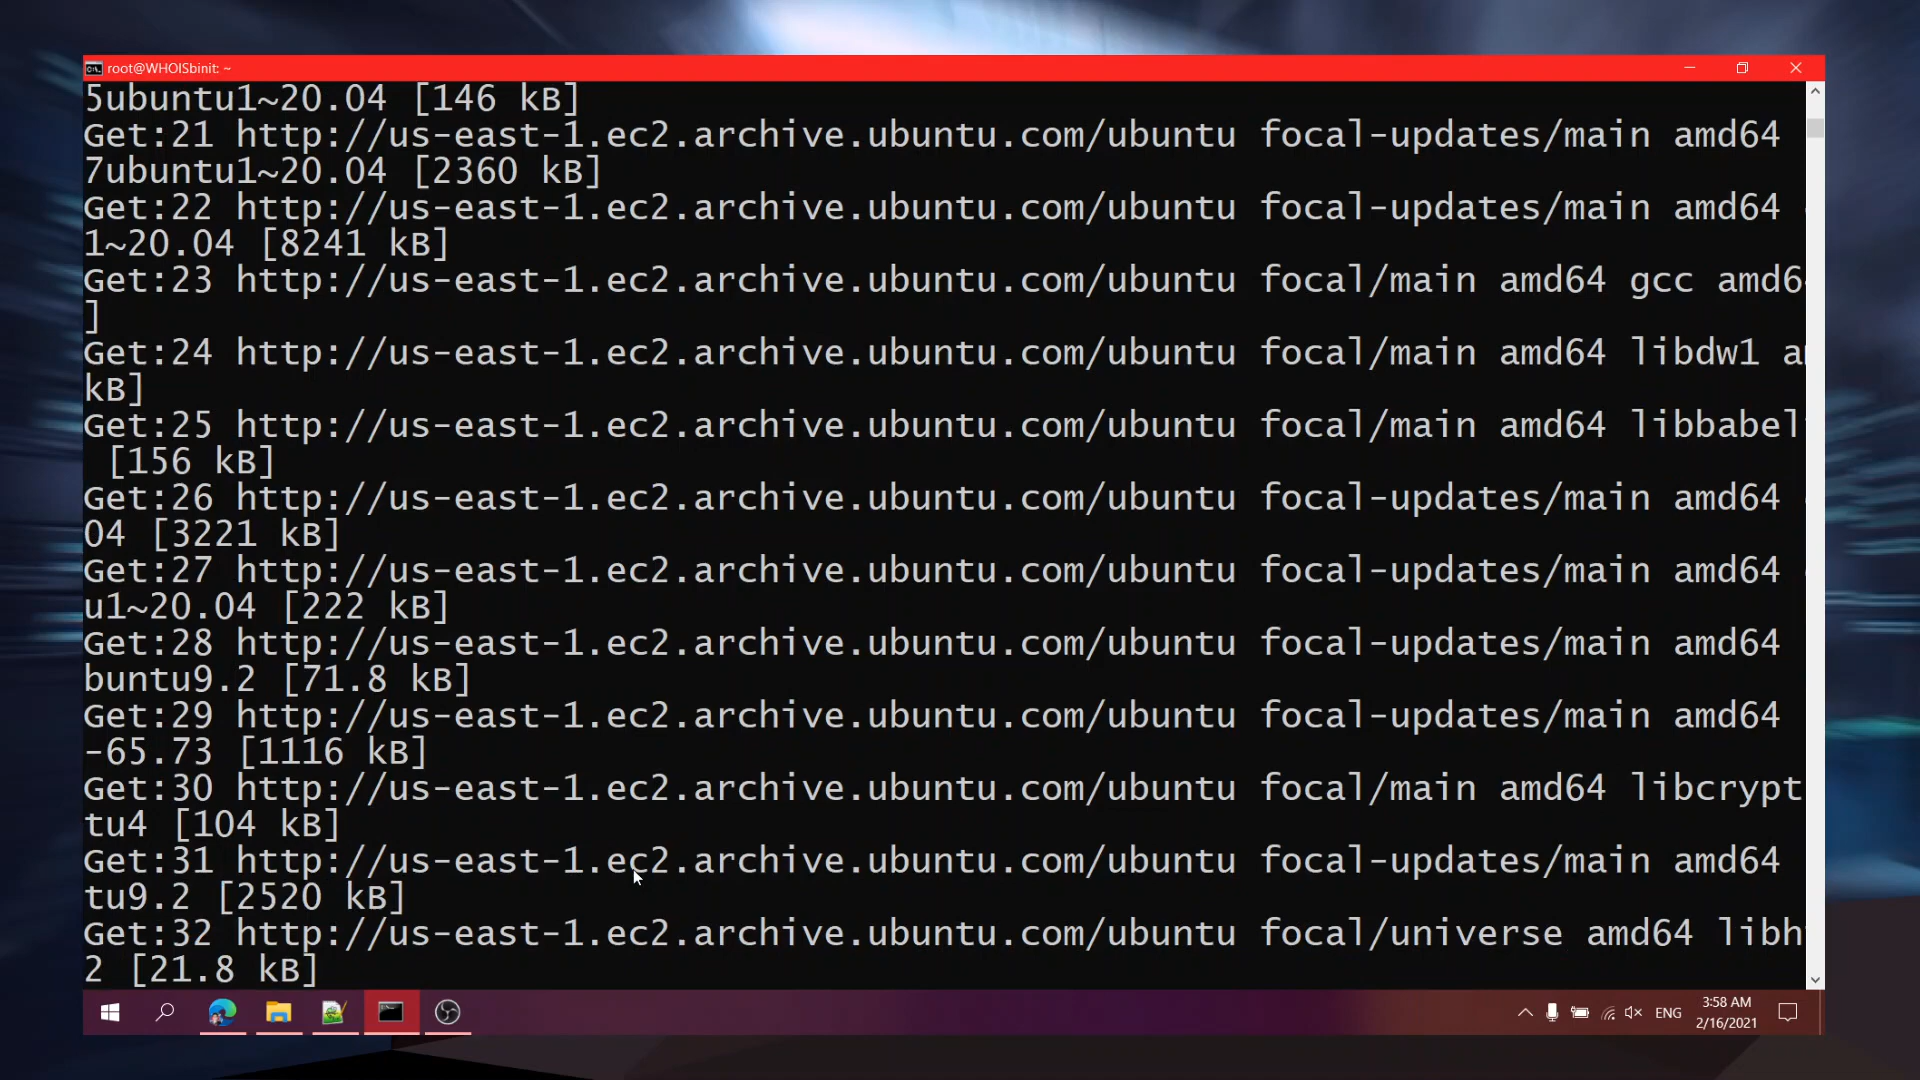 root@WHOISbinit: ~
5ubuntu1~20.04 [146 kB]
Get:21 http://us-east-1.ec2.archive.ubuntu.com/ubuntu focal-updates/main amd64
7ubuntu1~20.04 [2360 kB]
Get:22 http://us-east-1.ec2.archive.ubuntu.com/ubuntu focal-updates/main amd64
1~20.04 [8241 kB]
Get:23 http://us-east-1.ec2.archive.ubuntu.com/ubuntu focal/main amd64 gcc amd64
]
Get:24 http://us-east-1.ec2.archive.ubuntu.com/ubuntu focal/main amd64 libdw1 a
kB]
Get:25 http://us-east-1.ec2.archive.ubuntu.com/ubuntu focal/main amd64 libbabel
[156 kB]
Get:26 http://us-east-1.ec2.archive.ubuntu.com/ubuntu focal-updates/main amd64
04 [3221 kB]
Get:27 http://us-east-1.ec2.archive.ubuntu.com/ubuntu focal-updates/main amd64
u1~20.04 [222 kB]
Get:28 http://us-east-1.ec2.archive.ubuntu.com/ubuntu focal-updates/main amd64
buntu9.2 [71.8 kB]
Get:29 http://us-east-1.ec2.archive.ubuntu.com/ubuntu focal-updates/main amd64
-65.73 [1116 kB]
Get:30 http://us-east-1.ec2.archive.ubuntu.com/ubuntu focal/main amd64 libcrypt
tu4 [104 kB]
Get:31 http://us-east-1.ec2.archive.ubuntu.com/ubuntu focal-updates/main amd64
tu9.2 [2520 kB]
Get:32 http://us-east-1.ec2.archive.ubuntu.com/ubuntu focal/universe amd64 libh
2 [21.8 kB]
ENG
3:58 AM
2/16/2021